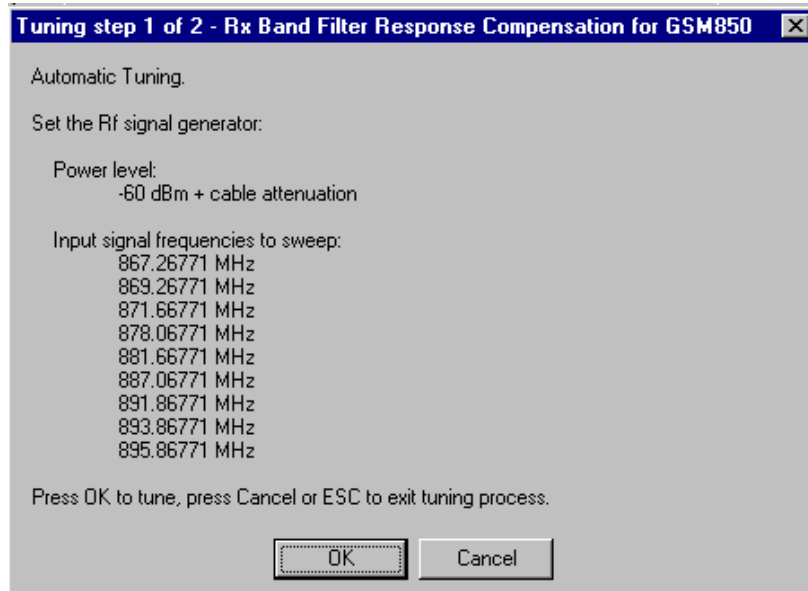 Tuning step 1 of 2 - Rx Band Filter Response Compensation for GSM850
Automatic Tuning.
Set the Rf signal generator:
Power level:
-60 dBm + cable attenuation
Input signal frequencies to sweep:
867.26771 MHz
869.26771 MHz
871.66771 MHz
878.06771 MHz
881.66771 MHz
887.06771 MHz
891.86771 MHz
893.86771 MHz
895.86771 MHz
Press OK to tune, press Cancel or ESC to exit tuning process.
OK Cancel